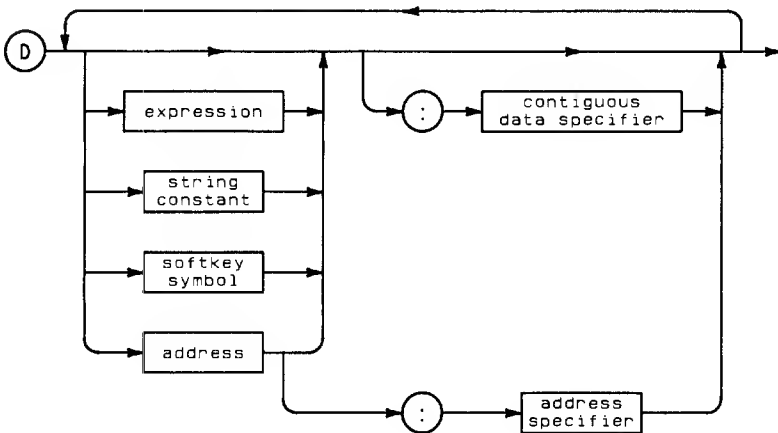 D
expression
:
contiguous
data specifier
string
constant
softkey
symbol
address
:
address
specifier